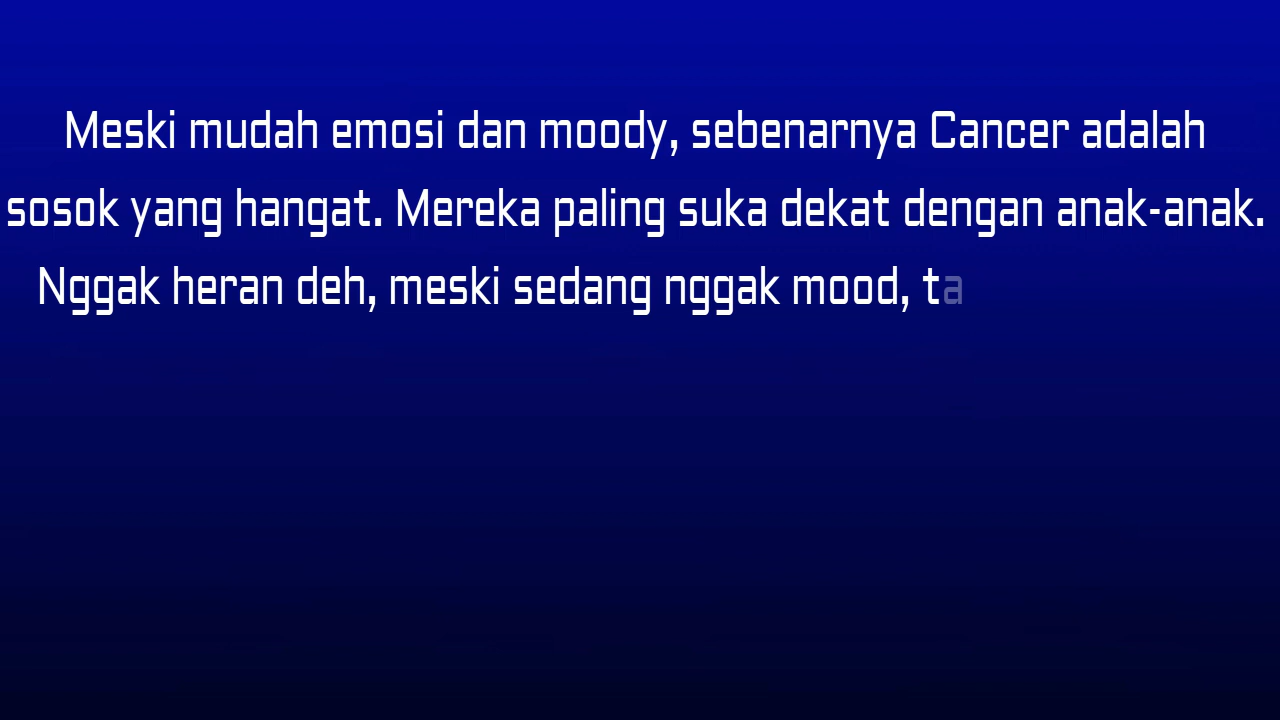 Meski mudah emosi dan moody, sebenarnya Cancer adalah
sosok yang hangat. Mereka paling suka dekat dengan anak-anak.
Nggak heran deh, meski sedang nggak mood, ta